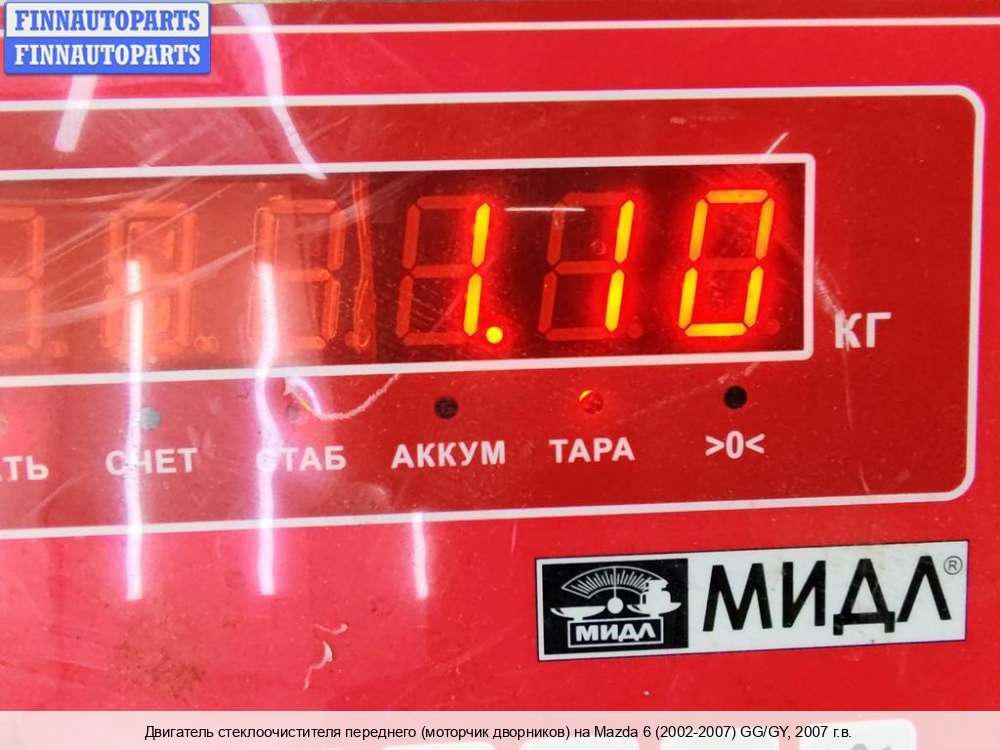 FINNAUTOPARTS
FINNAUTOPARTS
1.10
КГ
СЧЕТ СТАБ АККУМ ТАРА >0<
МИДЛ
МИДЛ®
Двигатель стеклоочистителя переднего (моторчик дворников) на Mazda 6 (2002-2007) GG/GY, 2007 г.в.